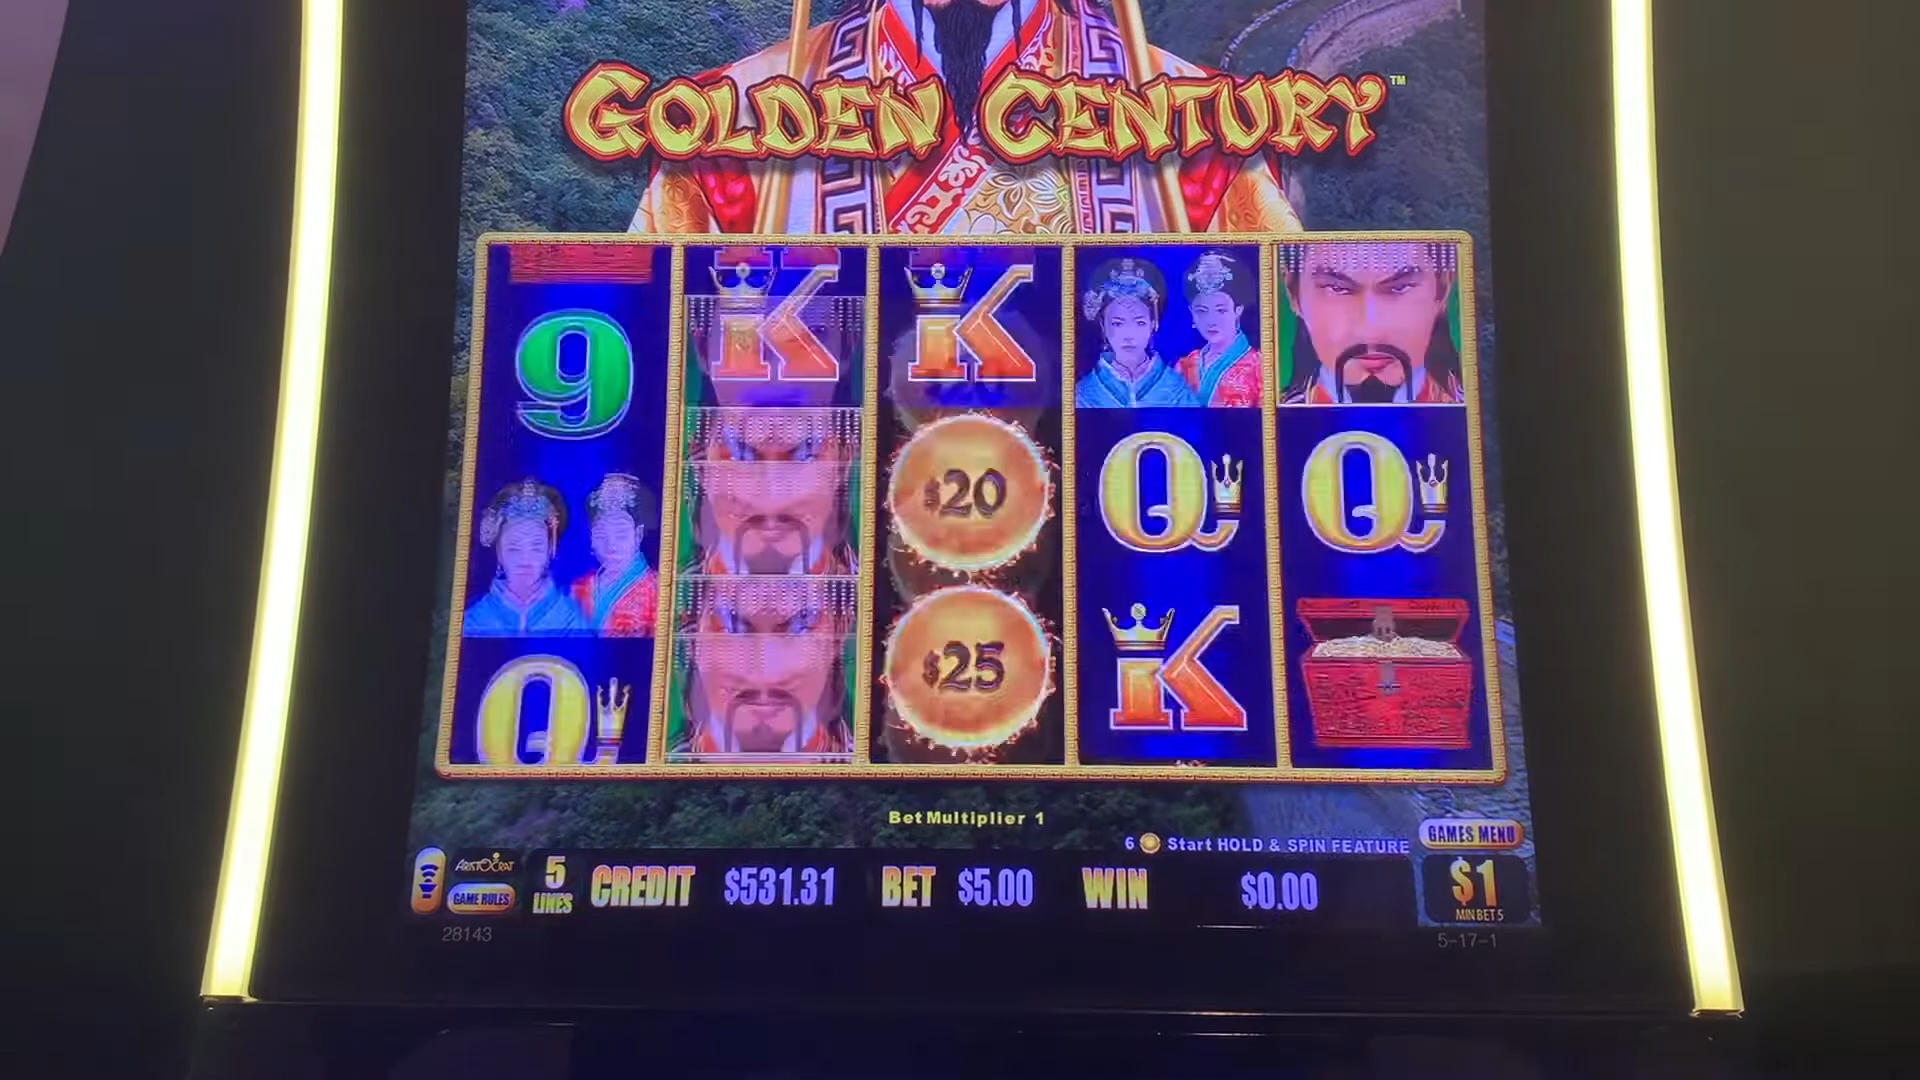 GOLDEN CENTURY™
K K
9
$20 Q Q
$25 K
Q
Bet Multiplier 1
6 Start HOLD & SPIN FEATURE
GAMES MENU
ARISTOCRAT
GAME RULES
5 LINES
CREDIT $531.31 BET $5.00 WIN $0.00
$1
MIN BET 5
28143
5-17-1